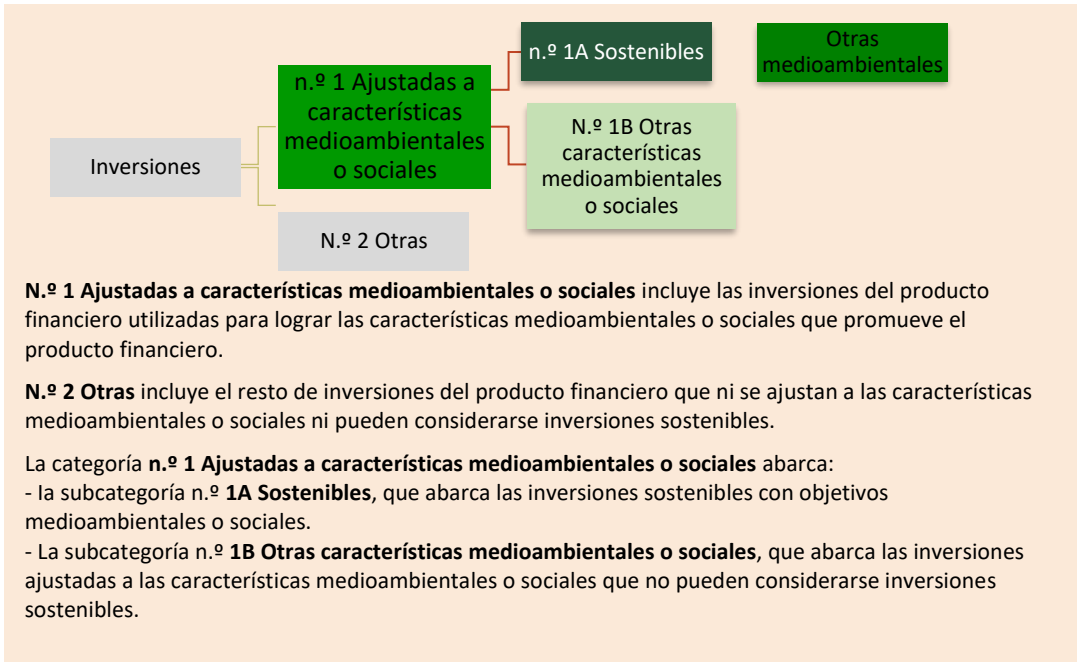 n.º 1A Sostenibles
Otras
medioambientales
n.º 1 Ajustadas a
características
medioambientales
o sociales
N.º 1B Otras
características
medioambientales
o sociales
Inversiones
N.º 2 Otras
N.º 1 Ajustadas a características medioambientales o sociales incluye las inversiones del producto
financiero utilizadas para lograr las características medioambientales o sociales que promueve el
producto financiero.
N.º 2 Otras incluye el resto de inversiones del producto financiero que ni se ajustan a las características
medioambientales o sociales ni pueden considerarse inversiones sostenibles.
La categoría n.º 1 Ajustadas a características medioambientales o sociales abarca:
- la subcategoría n.º 1A Sostenibles, que abarca las inversiones sostenibles con objetivos
medioambientales o sociales.
- La subcategoría n.º 1B Otras características medioambientales o sociales, que abarca las inversiones
ajustadas a las características medioambientales o sociales que no pueden considerarse inversiones
sostenibles.